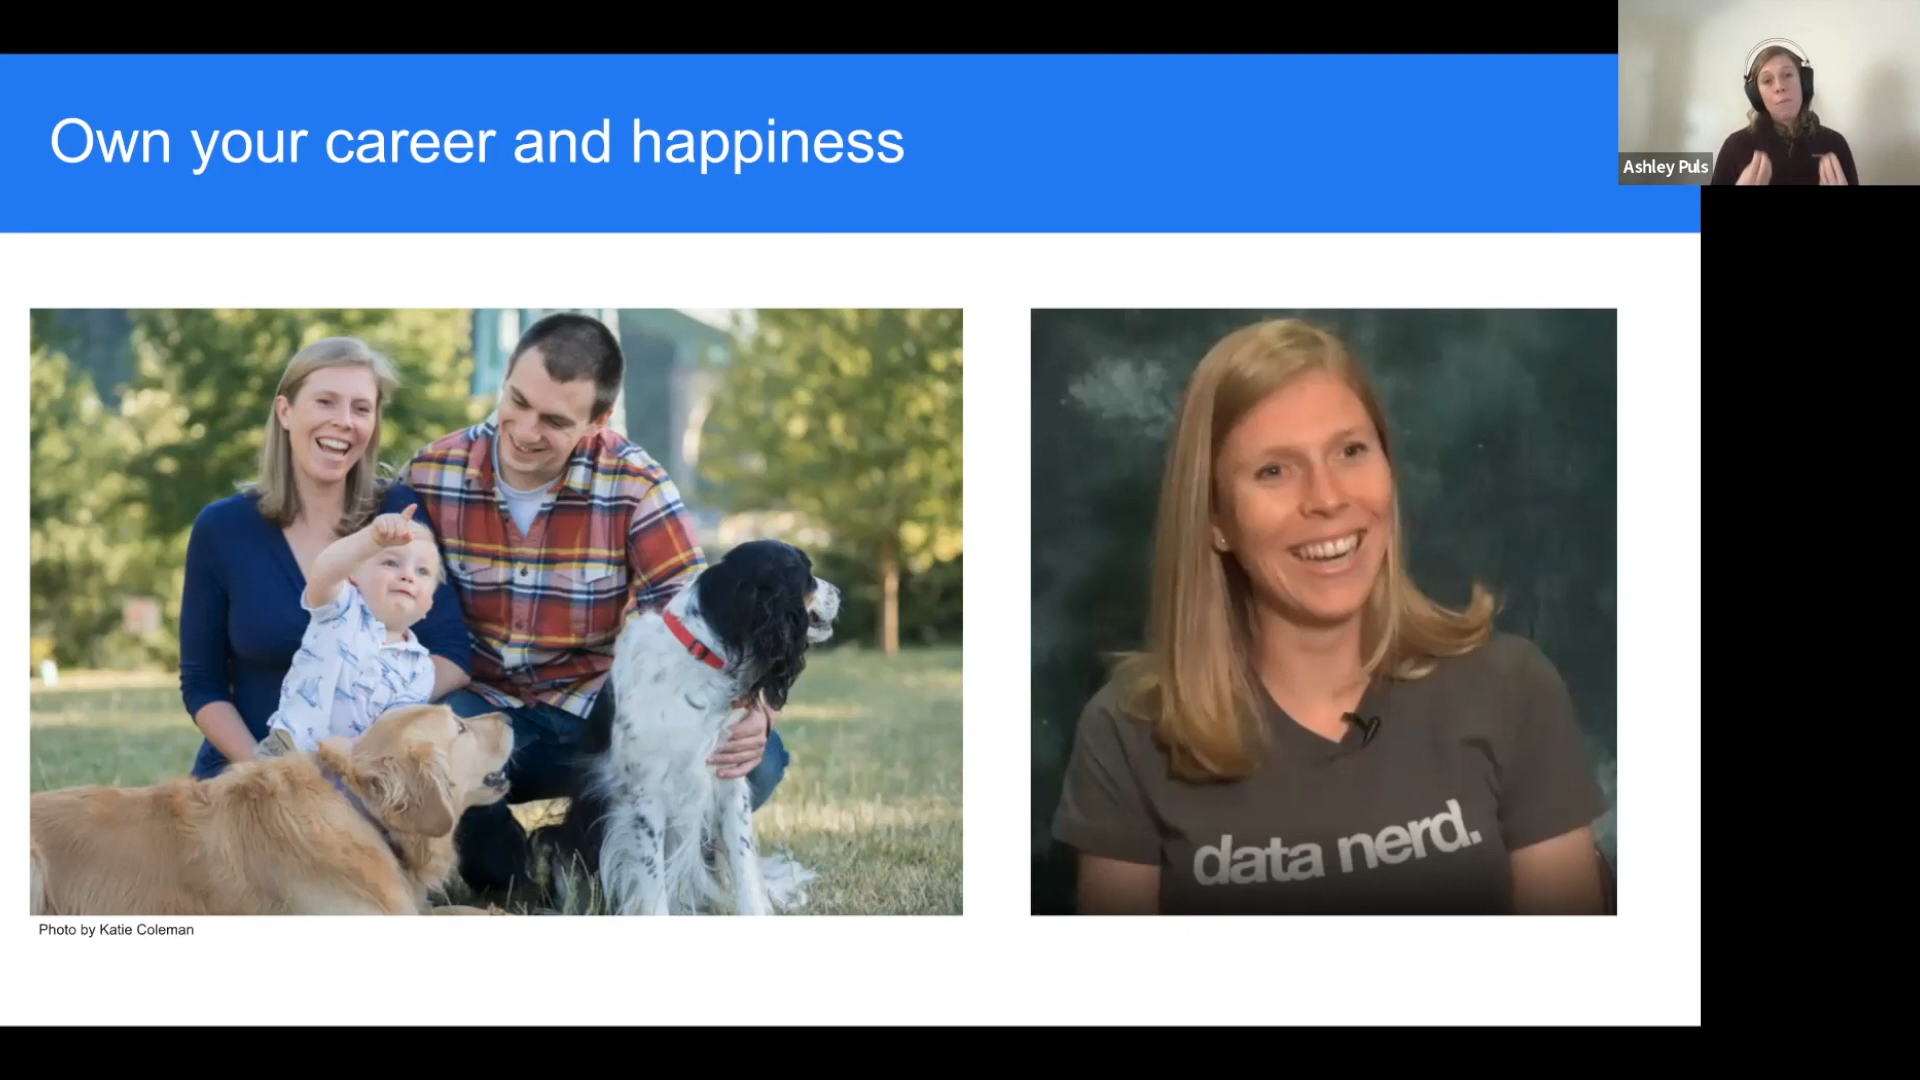 Own your career and happiness
Ashley Puls
data nerd.
Photo by Katie Coleman